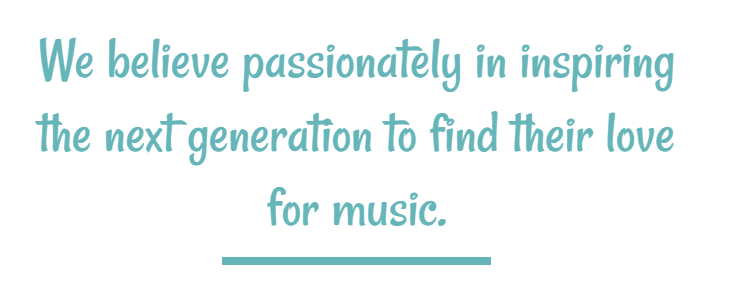 We believe passionately in inspiring
the next generation to find their love
for music.